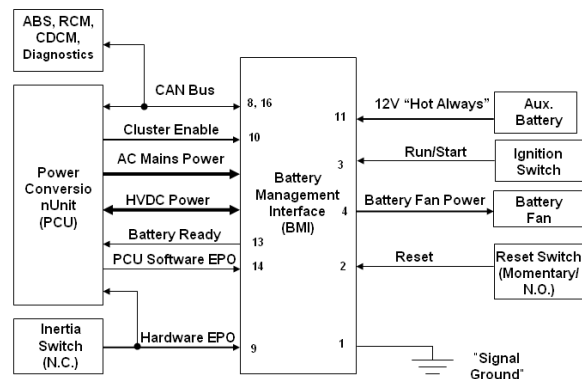 ABS, RCM,
CDCM,
Diagnostics
CAN Bus
8, 16
Cluster Enable
10
AC Mains Power
HVDC Power
Battery Ready
13
PCU Software EPO
14
Hardware EPO
9
Power
Conversio
nUnit
(PCU)
Inertia
Switch
(N.C.)
Battery
Management
Interface
(BMI)
11
12V "Hot Always"
Aux.
Battery
3
Run/Start
Ignition
Switch
4
Battery Fan Power
Battery
Fan
2
Reset
Reset Switch
(Momentary/
N.O.)
1
"Signal
Ground"